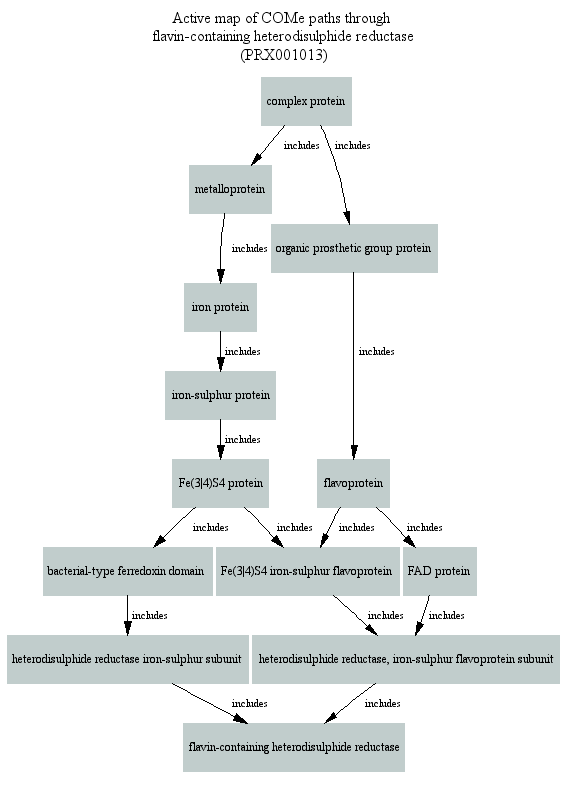 Active map of COMe paths through
flavin-containing heterodisulphide reductase
(PRX001013)
complex protein
includes
includes
metalloprotein
includes
organic prosthetic group protein
iron protein
includes
includes
iron-sulphur protein
includes
Fe(3|4)S4 protein
flavoprotein
includes
includes
includes
includes
bacterial-type ferredoxin domain
Fe(3|4)S4 iron-sulphur flavoprotein
FAD protein
includes
includes
includes
heterodisulphide reductase iron-sulphur subunit
heterodisulphide reductase, iron-sulphur flavoprotein subunit
includes
includes
flavin-containing heterodisulphide reductase